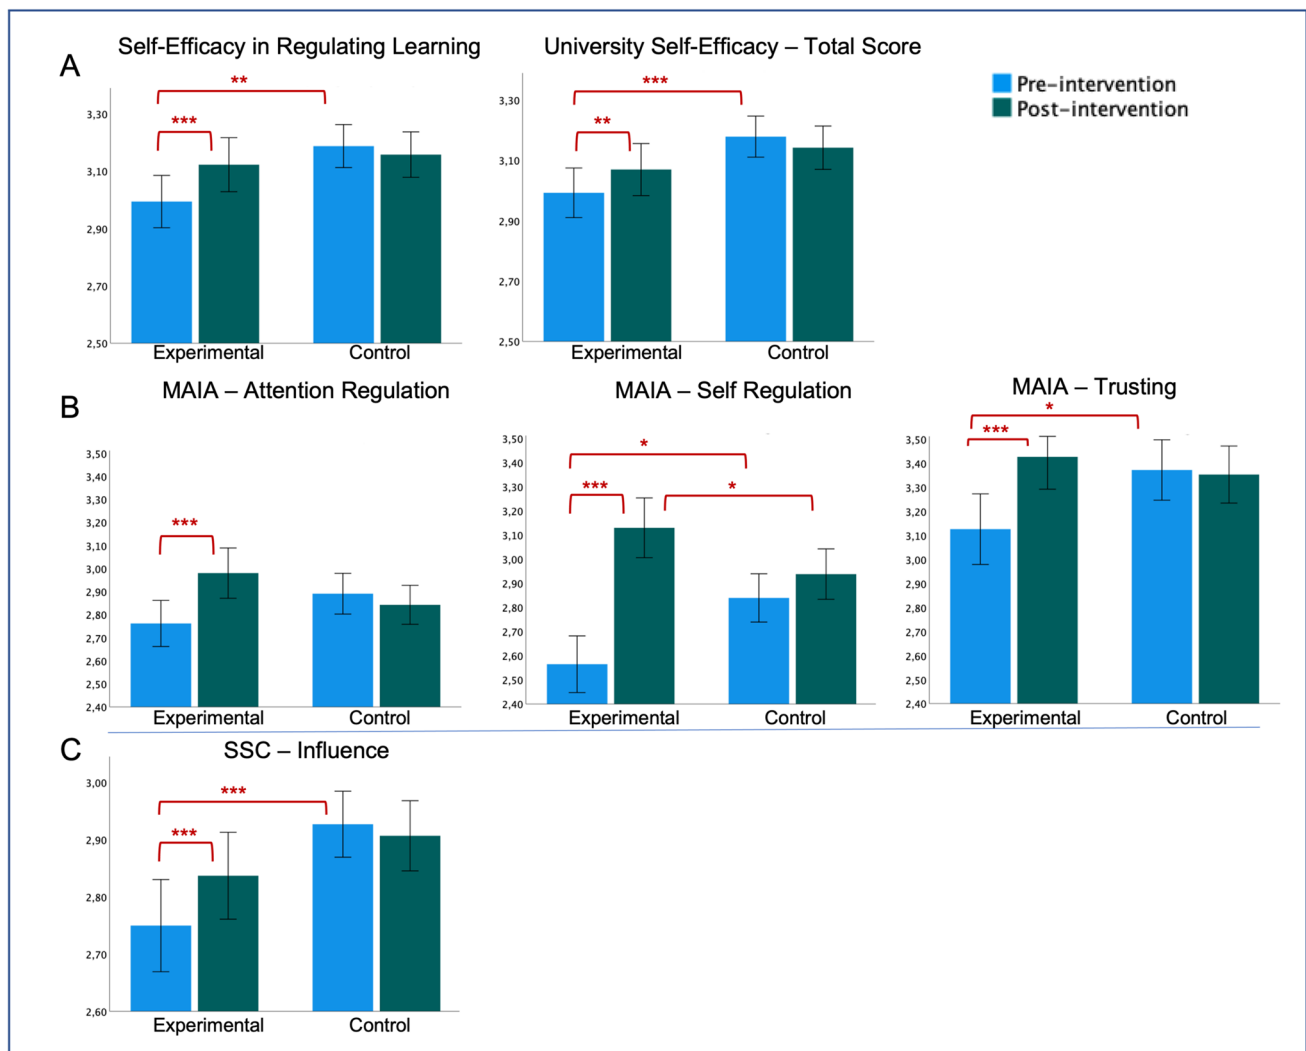 A
Self-Efficacy in Regulating Learning
University Self-Efficacy – Total Score
Pre-intervention
Post-intervention
**
***
3,30
3,10
2,90
2,70
2,50
Experimental
Control
***
**
3,30
3,10
2,90
2,70
2,50
Experimental
Control
B
MAIA – Attention Regulation
MAIA – Self Regulation
MAIA – Trusting
***
3,50
3,40
3,30
3,20
3,10
3,00
2,90
2,80
2,70
2,60
2,50
2,40
Experimental
Control
*
***
*
3,50
3,40
3,30
3,20
3,10
3,00
2,90
2,80
2,70
2,60
2,50
2,40
Experimental
Control
*
***
3,50
3,40
3,30
3,20
3,10
3,00
2,90
2,80
2,70
2,60
2,50
2,40
Experimental
Control
C
SSC – Influence
***
***
3,00
2,90
2,80
2,70
2,60
Experimental
Control